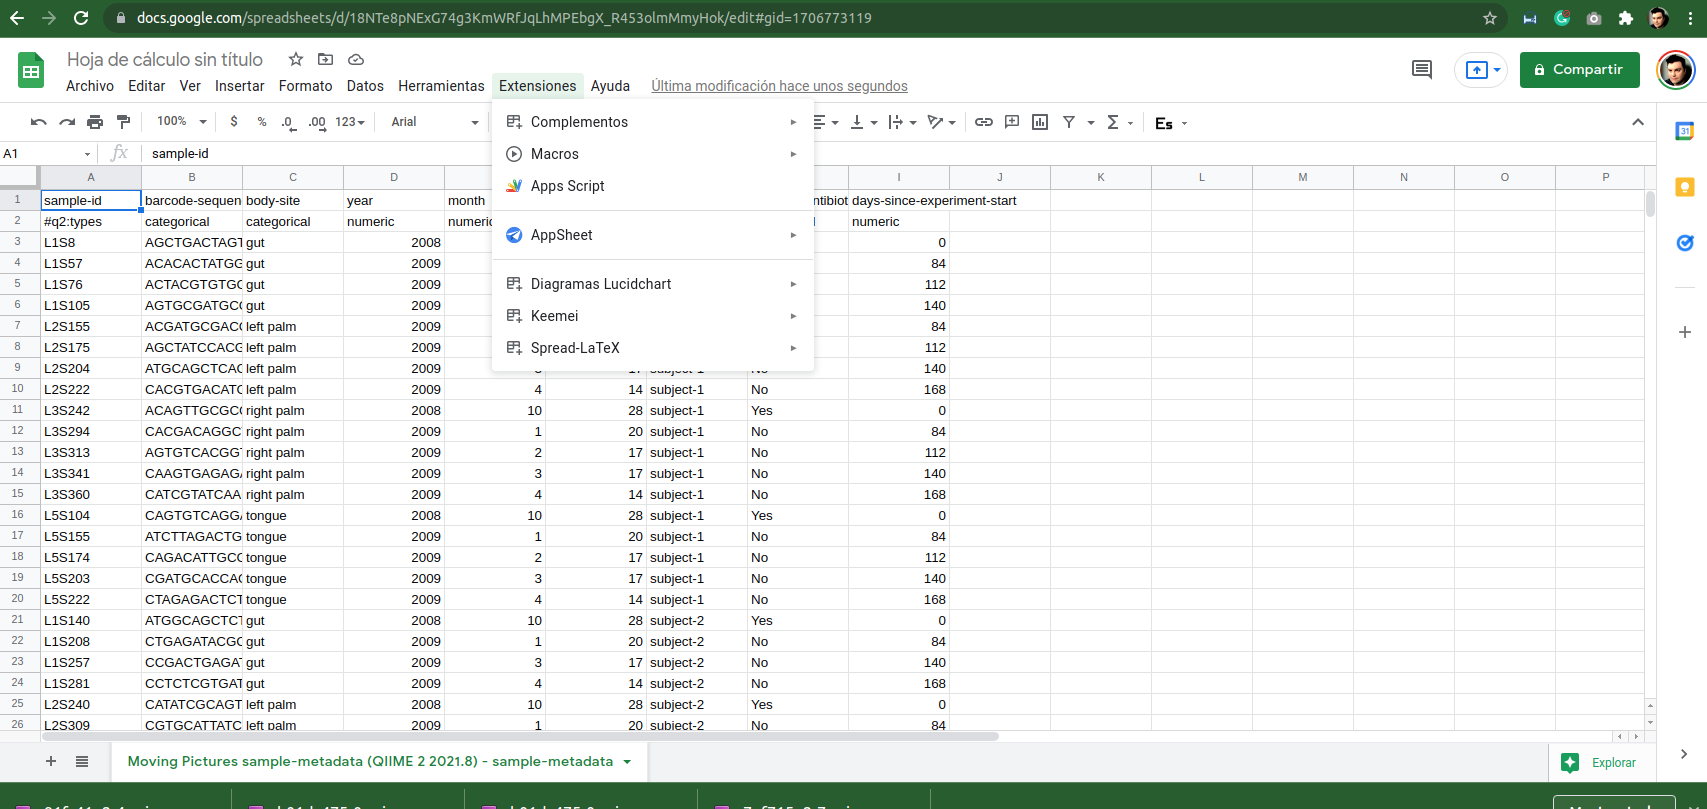 docs.google.com/spreadsheets/d/18NTe8pNExG74g3KmWRfJqLhMPEbgX_R453olmMmyHok/edit#gid=1706773119
Hoja de cálculo sin título
Archivo Editar Ver Insertar Formato Datos Herramientas Extensiones Ayuda Última modificación hace unos segundos
Compartir
100% $ % .0 .00 123 Arial Σ Es
A1 fx sample-id
Complementos
Macros
Apps Script
AppSheet
Diagramas Lucidchart
Keemei
Spread-LaTeX
A B C D I J K L M N O P
1 sample-id barcode-sequen body-site year month ntibiot days-since-experiment-start
2 #q2:types categorical categorical numeric numeric numeric
3 L1S8 AGCTGACTAGT gut 2008 0
4 L1S57 ACACACTATGG gut 2009 84
5 L1S76 ACTACGTGTGG gut 2009 112
6 L1S105 AGTGCGATGC gut 2009 140
7 L2S155 ACGATGCGAC left palm 2009 84
8 L2S175 AGCTATCCACG left palm 2009 112
9 L2S204 ATGCAGCTCA left palm 2009 140
10 L2S222 CACGTGACATG left palm 2009 4 14 subject-1 No 168
11 L3S242 ACAGTTGCGC right palm 2008 10 28 subject-1 Yes 0
12 L3S294 CACGACAGGC right palm 2009 1 20 subject-1 No 84
13 L3S313 AGTGTCACGG right palm 2009 2 17 subject-1 No 112
14 L3S341 CAAGTGAGAG right palm 2009 3 17 subject-1 No 140
15 L3S360 CATCGTATCAA right palm 2009 4 14 subject-1 No 168
16 L5S104 CAGTGTCAGG tongue 2008 10 28 subject-1 Yes 0
17 L5S155 ATCTTAGACTG tongue 2009 1 20 subject-1 No 84
18 L5S174 CAGACATTGC tongue 2009 2 17 subject-1 No 112
19 L5S203 CGATGCACCA tongue 2009 3 17 subject-1 No 140
20 L5S222 CTAGAGACTCT tongue 2009 4 14 subject-1 No 168
21 L1S140 ATGGCAGCTCT gut 2008 10 28 subject-2 Yes 0
22 L1S208 CTGAGATACG gut 2009 1 20 subject-2 No 84
23 L1S257 CCGACTGAGAT gut 2009 3 17 subject-2 No 140
24 L1S281 CCTCTCGTGAT gut 2009 4 14 subject-2 No 168
25 L2S240 CATATCGCAGT left palm 2008 10 28 subject-2 Yes 0
26 L2S309 CGTGCATTATC left palm 2009 1 20 subject-2 No 84
Moving Pictures sample-metadata (QIIME 2 2021.8) - sample-metadata
Explorar